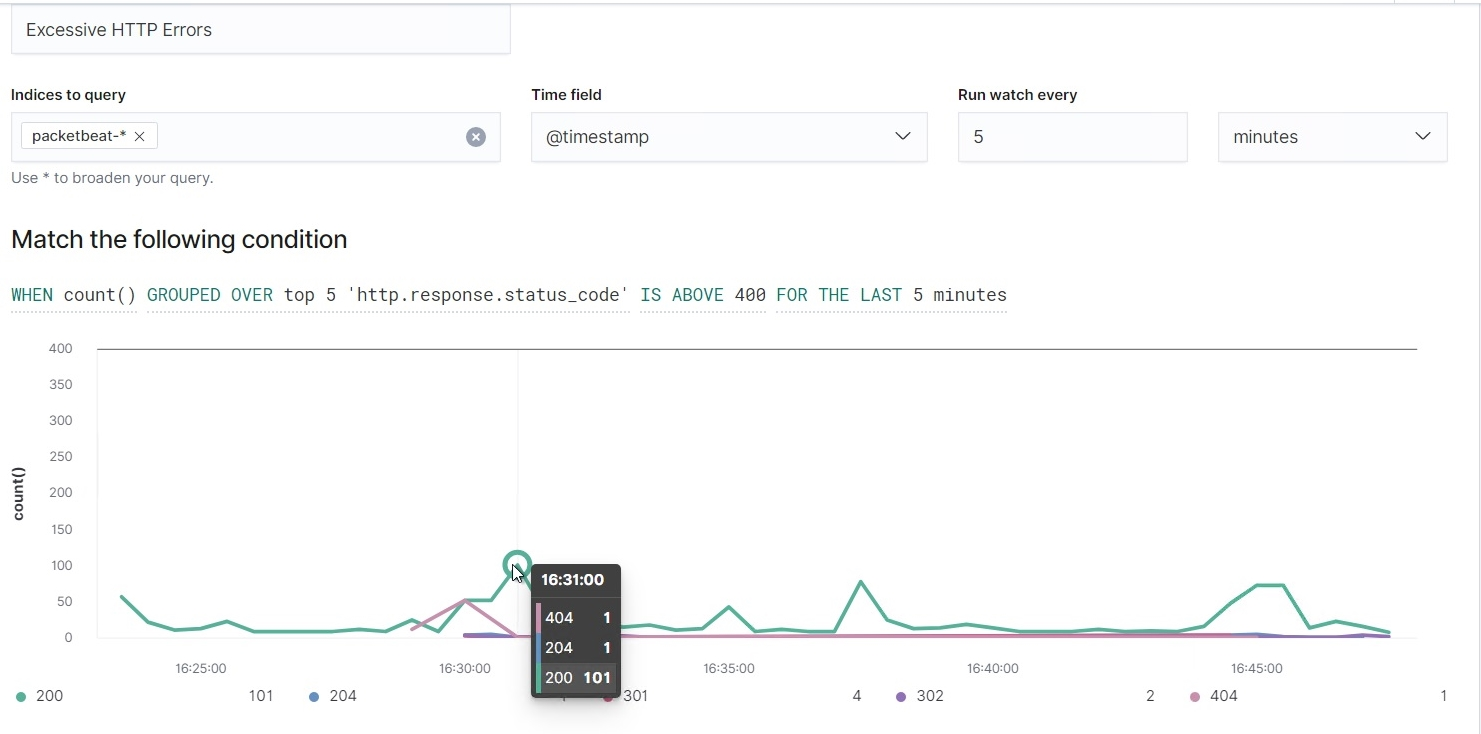 Excessive HTTP Errors
Indices to query
Time field
Run watch every
packetbeat-*
@timestamp
5
minutes
Use * to broaden your query.
Match the following condition
WHEN count() GROUPED OVER top 5 'http.response.status_code' IS ABOVE 400 FOR THE LAST 5 minutes
400
350
300
250
200
150
100
50
0
count()
16:31:00
404 1
204 1
200 101
16:25:00 16:30:00 16:35:00 16:40:00 16:45:00
200 101 204 301 4 302 2 404 1